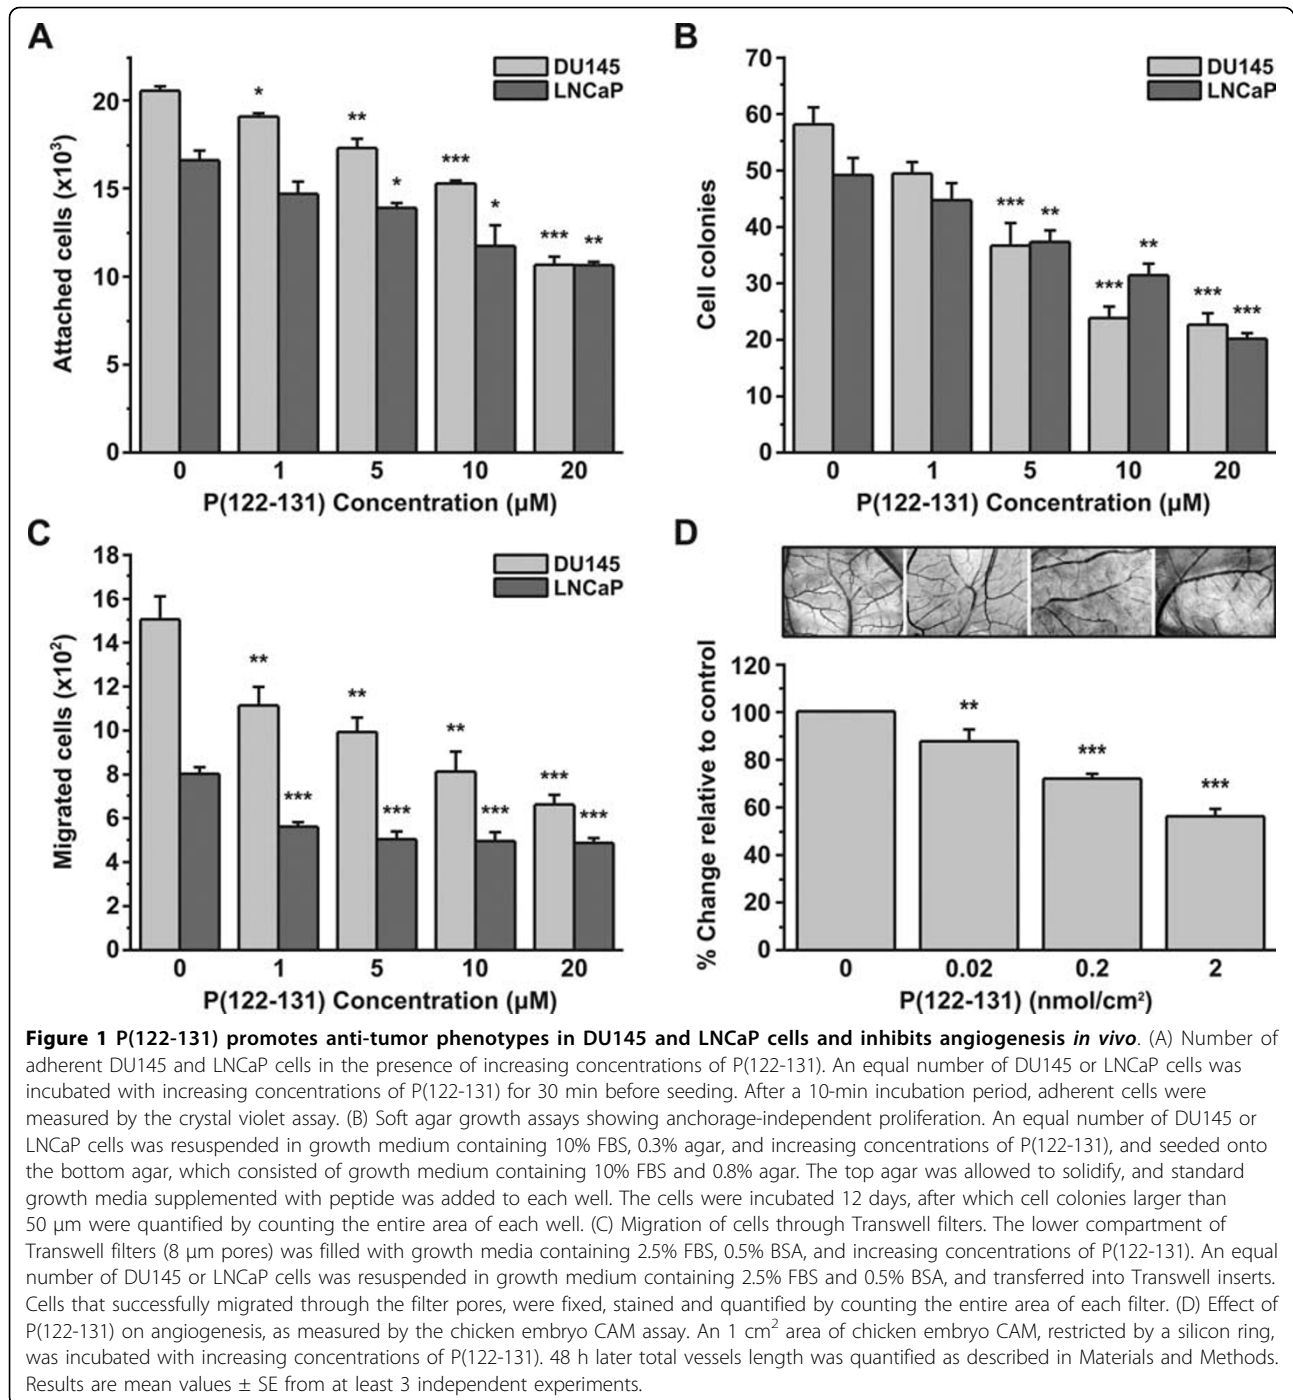 A
DU145
LNCaP
Attached cells (x10³)
20
15
10
5
0
*
**
*
***
*
***
**
0 1 5 10 20
P(122-131) Concentration (µM)
B
DU145
LNCaP
Cell colonies
70
60
50
40
30
20
10
0
***
**
***
**
***
***
0 1 5 10 20
P(122-131) Concentration (µM)
C
DU145
LNCaP
Migrated cells (x10²)
18
16
14
12
10
8
6
4
2
0
**
***
**
***
**
***
***
***
0 1 5 10 20
P(122-131) Concentration (µM)
D
% Change relative to control
120
100
80
60
40
20
0
**
***
***
0 0.02 0.2 2
P(122-131) (nmol/cm²)
Figure 1 P(122-131) promotes anti-tumor phenotypes in DU145 and LNCaP cells and inhibits angiogenesis in vivo. (A) Number of
adherent DU145 and LNCaP cells in the presence of increasing concentrations of P(122-131). An equal number of DU145 or LNCaP cells was
incubated with increasing concentrations of P(122-131) for 30 min before seeding. After a 10-min incubation period, adherent cells were
measured by the crystal violet assay. (B) Soft agar growth assays showing anchorage-independent proliferation. An equal number of DU145 or
LNCaP cells was resuspended in growth medium containing 10% FBS, 0.3% agar, and increasing concentrations of P(122-131), and seeded onto
the bottom agar, which consisted of growth medium containing 10% FBS and 0.8% agar. The top agar was allowed to solidify, and standard
growth media supplemented with peptide was added to each well. The cells were incubated 12 days, after which cell colonies larger than
50 µm were quantified by counting the entire area of each well. (C) Migration of cells through Transwell filters. The lower compartment of
Transwell filters (8 µm pores) was filled with growth media containing 2.5% FBS, 0.5% BSA, and increasing concentrations of P(122-131). An equal
number of DU145 or LNCaP cells was resuspended in growth medium containing 2.5% FBS and 0.5% BSA, and transferred into Transwell inserts.
Cells that successfully migrated through the filter pores, were fixed, stained and quantified by counting the entire area of each filter. (D) Effect of
P(122-131) on angiogenesis, as measured by the chicken embryo CAM assay. An 1 cm² area of chicken embryo CAM, restricted by a silicon ring,
was incubated with increasing concentrations of P(122-131). 48 h later total vessels length was quantified as described in Materials and Methods.
Results are mean values ± SE from at least 3 independent experiments.